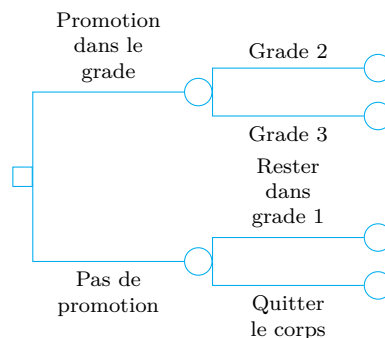 Promotion
dans le
grade
Grade 2
Grade 3
Rester
dans
grade 1
Pas de
promotion
Quitter
le corps